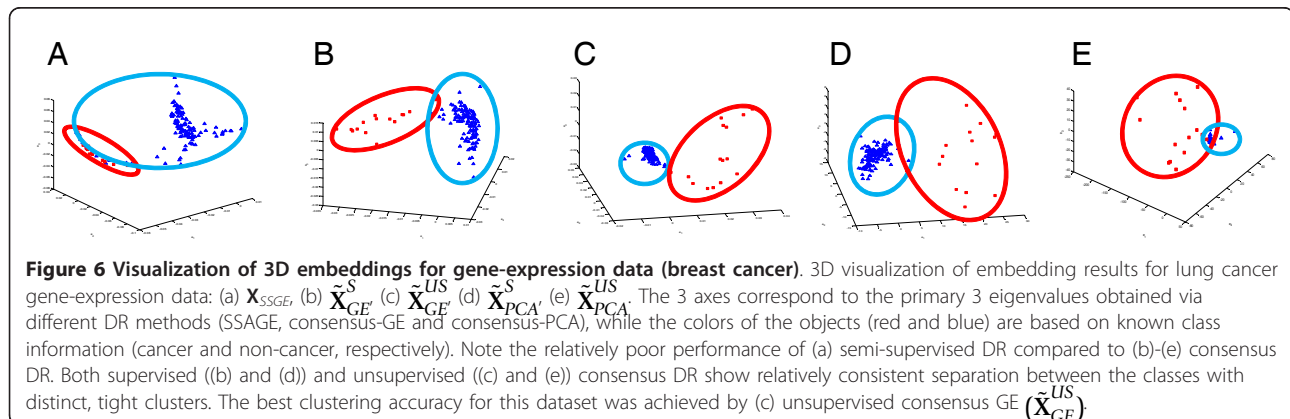 A B C D E
Figure 6 Visualization of 3D embeddings for gene-expression data (breast cancer). 3D visualization of embedding results for lung cancer
gene-expression data: (a) X_SSGE, (b) X̃^S_GE, (c) X̃^US_GE, (d) X̃^S_PCA, (e) X̃^US_PCA. The 3 axes correspond to the primary 3 eigenvalues obtained via
different DR methods (SSAGE, consensus-GE and consensus-PCA), while the colors of the objects (red and blue) are based on known class
information (cancer and non-cancer, respectively). Note the relatively poor performance of (a) semi-supervised DR compared to (b)-(e) consensus
DR. Both supervised ((b) and (d)) and unsupervised ((c) and (e)) consensus DR show relatively consistent separation between the classes with
distinct, tight clusters. The best clustering accuracy for this dataset was achieved by (c) unsupervised consensus GE (X̃^US_GE).